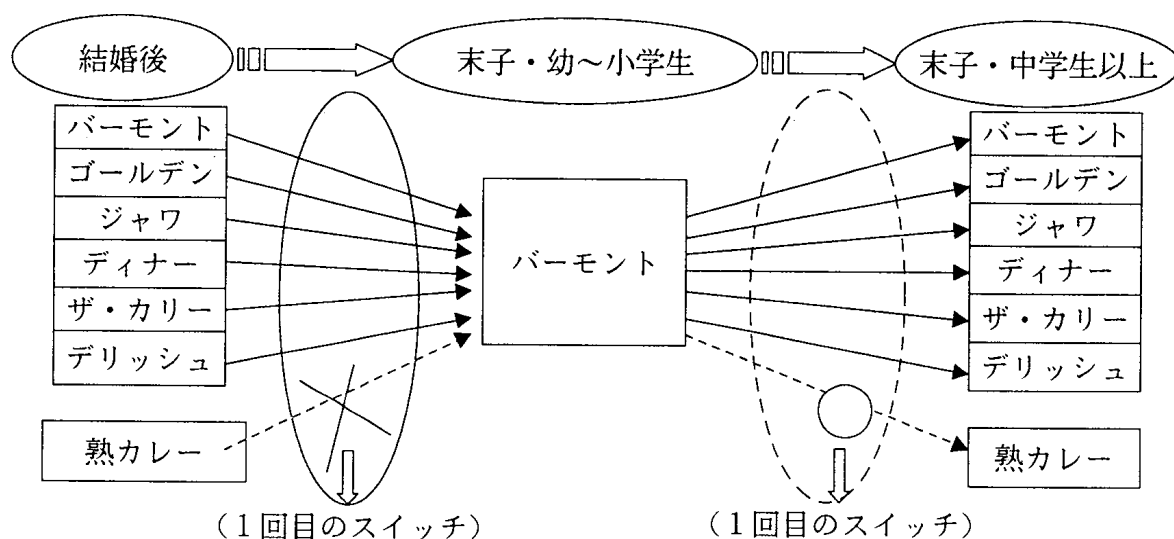 結婚後
末子・幼～小学生
末子・中学生以上
バーモント
ゴールデン
ジャワ
ディナー
ザ・カリー
デリッシュ
熟カレー
バーモント
バーモント
ゴールデン
ジャワ
ディナー
ザ・カリー
デリッシュ
熟カレー
（1回目のスイッチ）
（1回目のスイッチ）